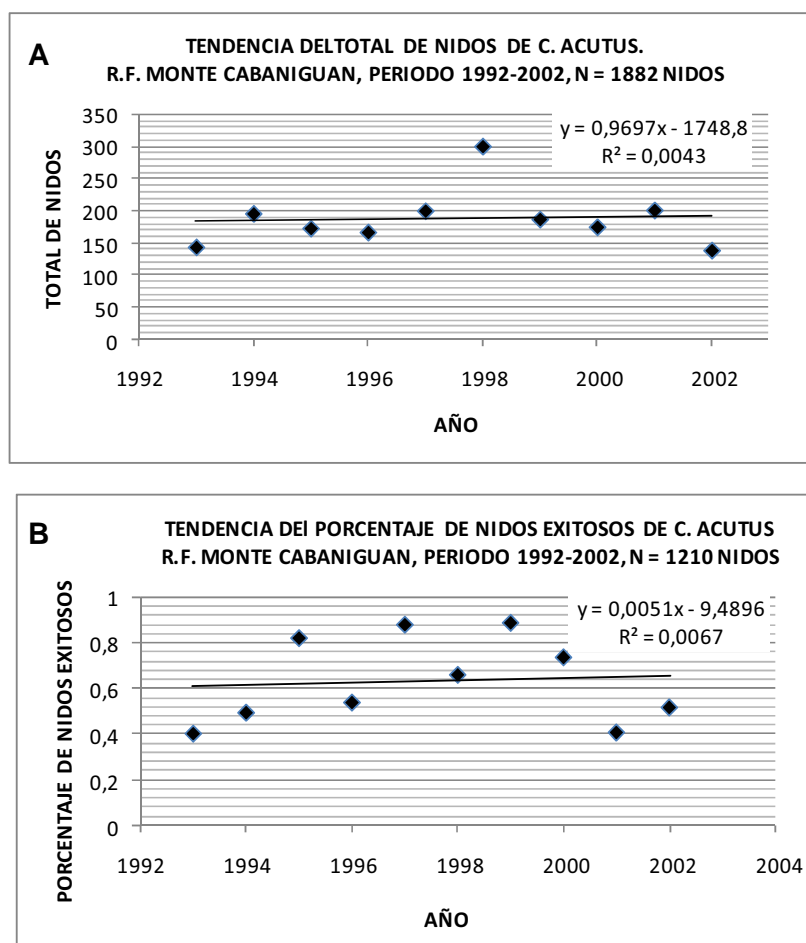 A
TENDENCIA DELTOTAL DE NIDOS DE C. ACUTUS.
R.F. MONTE CABANIGUAN, PERIODO 1992-2002, N = 1882 NIDOS
y = 0,9697x - 1748,8
R² = 0,0043
TOTAL DE NIDOS
350
300
250
200
150
100
50
0
1992 1994 1996 1998 2000 2002
AÑO
B
TENDENCIA DEl PORCENTAJE DE NIDOS EXITOSOS DE C. ACUTUS
R.F. MONTE CABANIGUAN, PERIODO 1992-2002, N = 1210 NIDOS
y = 0,0051x - 9,4896
R² = 0,0067
PORCENTAJE DE NIDOS EXITOSOS
1
0,8
0,6
0,4
0,2
0
1992 1994 1996 1998 2000 2002 2004
AÑO